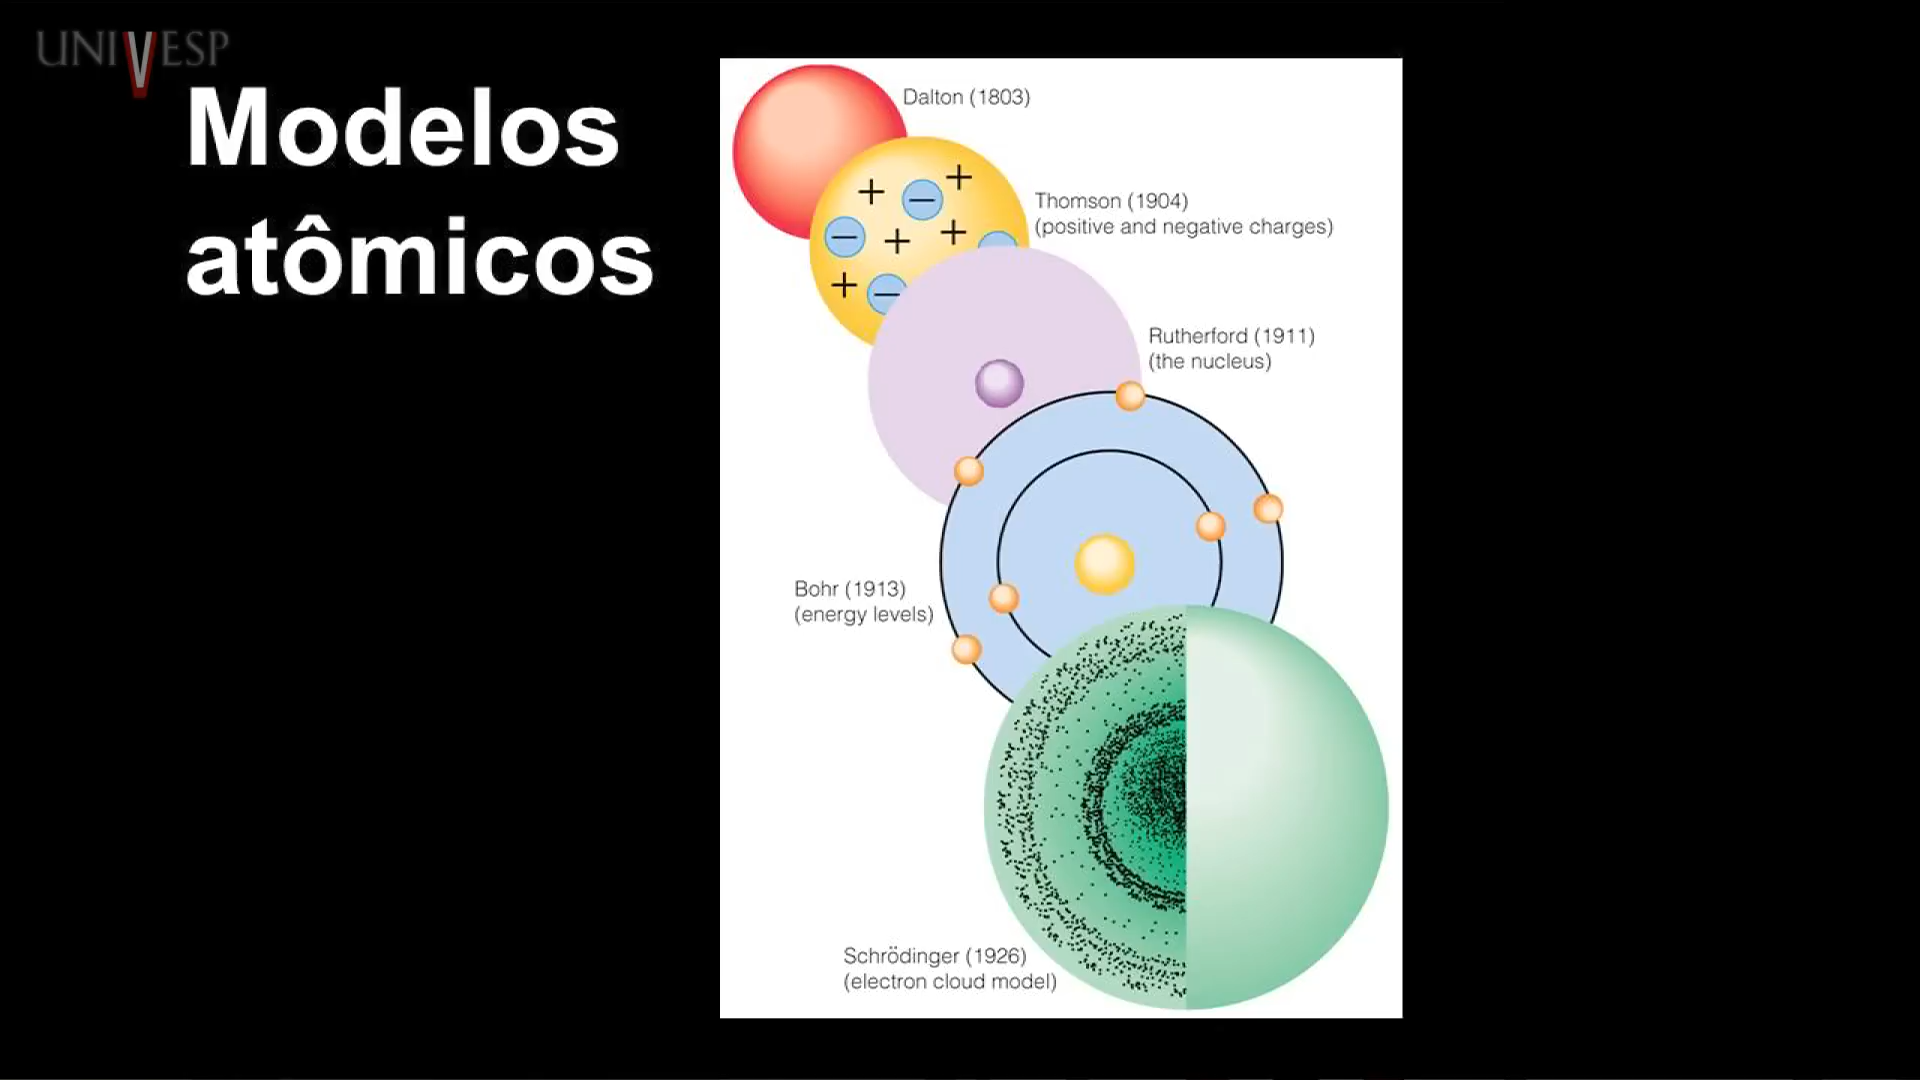 UNIVESP
Modelos
atômicos
Dalton (1803)
+
+
−
Thomson (1904)
(positive and negative charges)
−
+
+
+
−
Rutherford (1911)
(the nucleus)
Bohr (1913)
(energy levels)
Schrödinger (1926)
(electron cloud model)